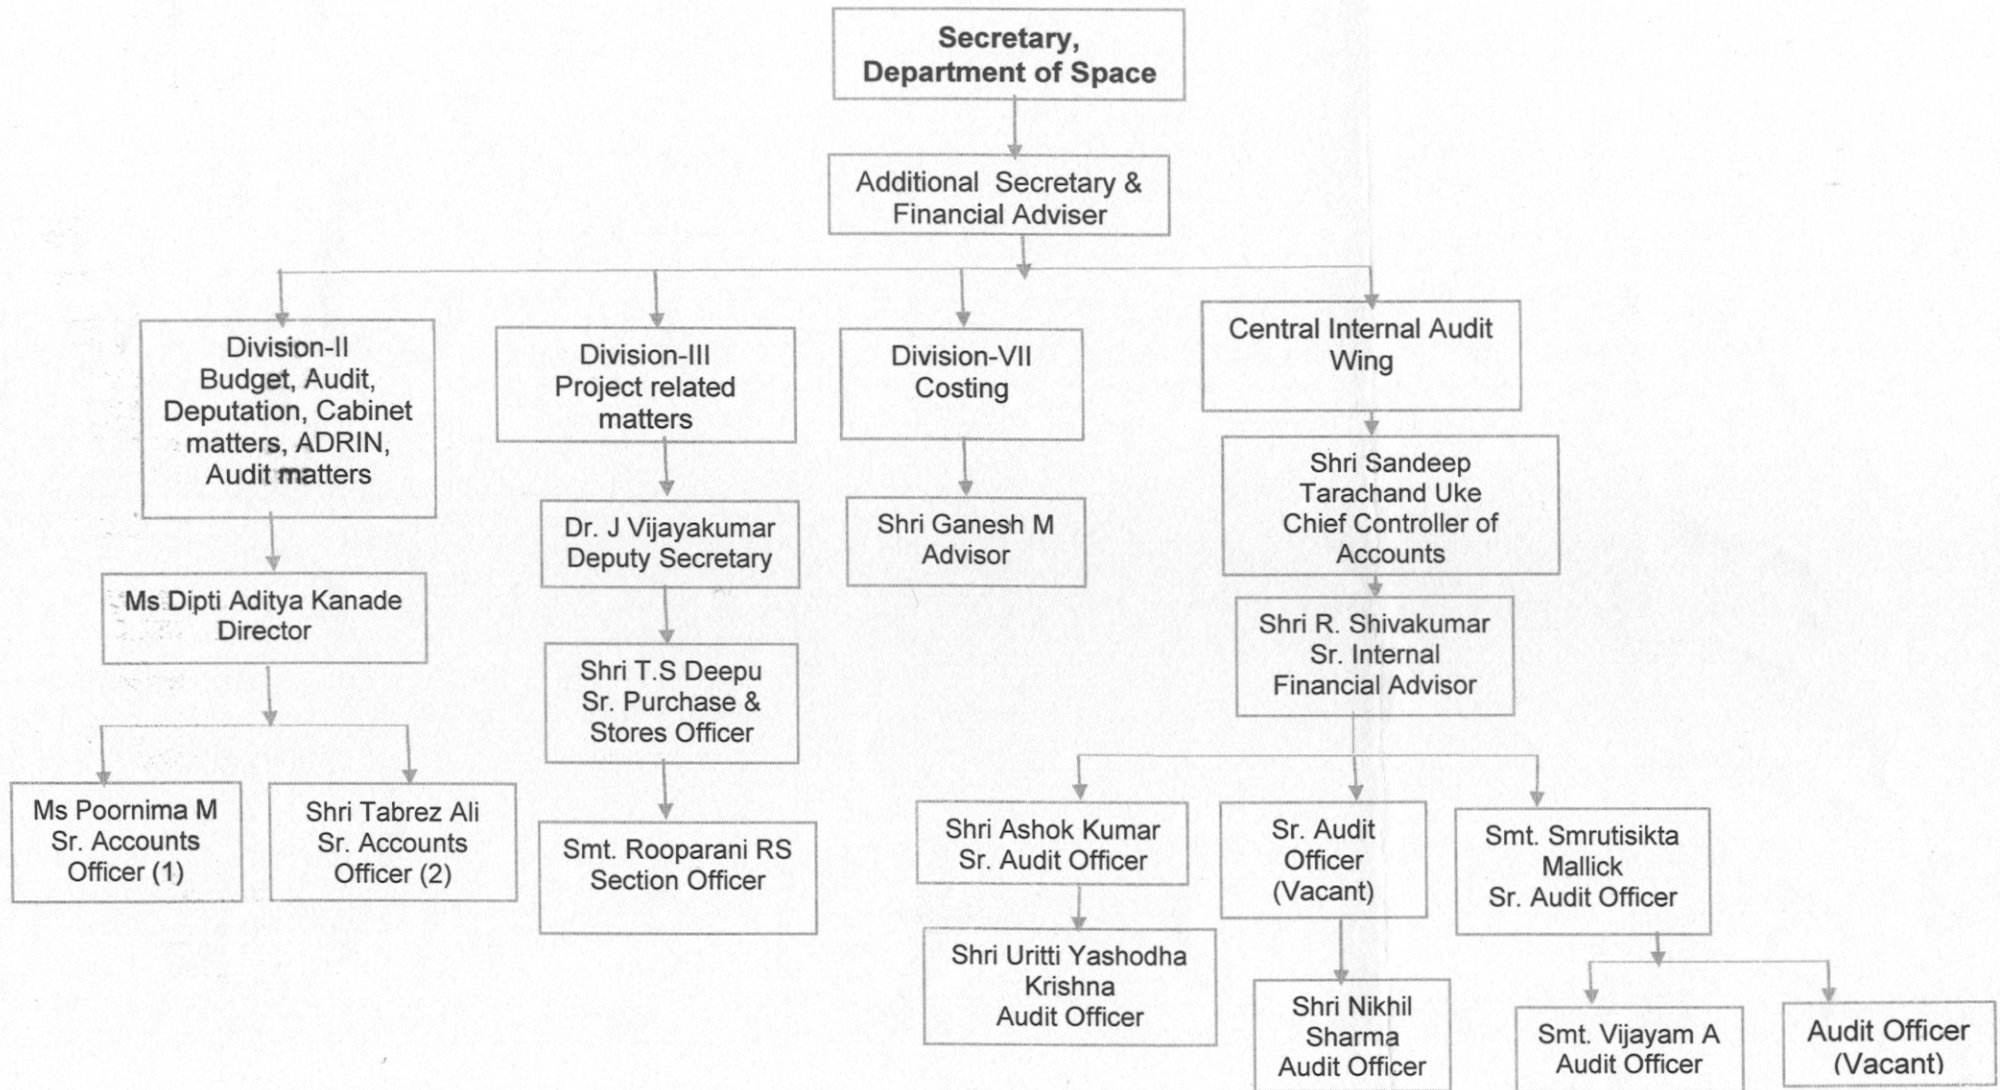 Secretary,
Department of Space
Additional Secretary &
Financial Adviser
Division-II
Budget, Audit,
Deputation, Cabinet
matters, ADRIN,
Audit matters
Division-III
Project related
matters
Division-VII
Costing
Central Internal Audit
Wing
Ms Dipti Aditya Kanade
Director
Dr. J Vijayakumar
Deputy Secretary
Shri Ganesh M
Advisor
Shri Sandeep
Tarachand Uke
Chief Controller of
Accounts
Shri T.S Deepu
Sr. Purchase &
Stores Officer
Shri R. Shivakumar
Sr. Internal
Financial Advisor
Ms Poornima M
Sr. Accounts
Officer (1)
Shri Tabrez Ali
Sr. Accounts
Officer (2)
Smt. Rooparani RS
Section Officer
Shri Ashok Kumar
Sr. Audit Officer
Sr. Audit
Officer
(Vacant)
Smt. Smrutisikta
Mallick
Sr. Audit Officer
Shri Uritti Yashodha
Krishna
Audit Officer
Shri Nikhil
Sharma
Audit Officer
Smt. Vijayam A
Audit Officer
Audit Officer
(Vacant)